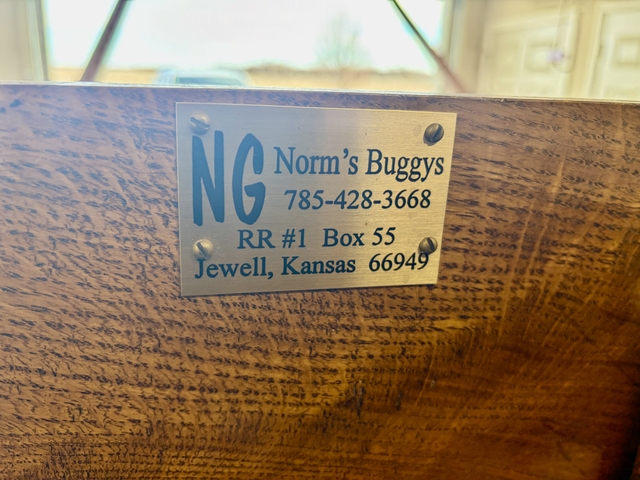 NG Norm's Buggys
785-428-3668
RR #1 Box 55
Jewell, Kansas 66949